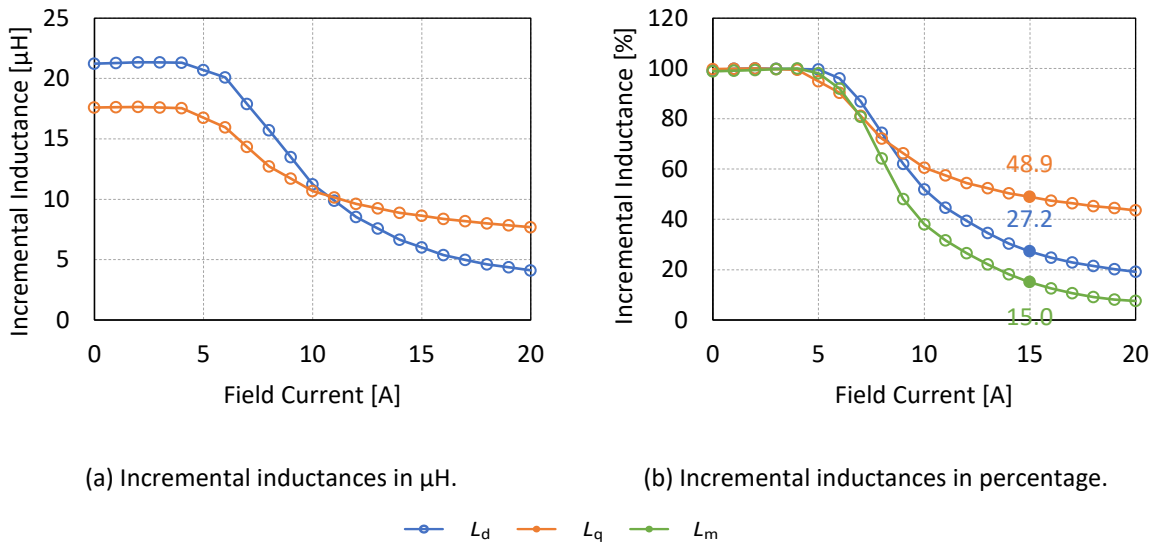 Incremental Inductance [µH]
25
20
15
10
5
0
0 5 10 15 20
Field Current [A]
(a) Incremental inductances in µH.
Incremental Inductance [%]
120
100
80
60
40
20
0
48.9
27.2
15.0
0 5 10 15 20
Field Current [A]
(b) Incremental inductances in percentage.
Ld Lq Lm